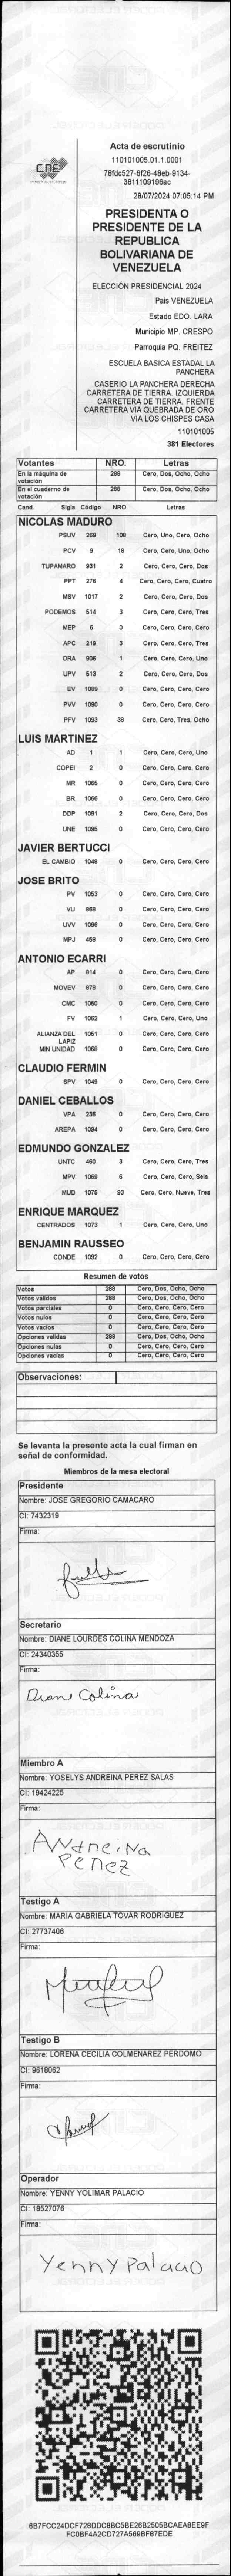 CNE
Acta de escrutinio
110101005.01.1.0001
78fdc527-6f26-48eb-9134-
3811109196ac
28/07/2024 07:05:14 PM
PRESIDENTA O
PRESIDENTE DE LA
REPUBLICA
BOLIVARIANA DE
VENEZUELA
ELECCIÓN PRESIDENCIAL 2024
Pais VENEZUELA
Estado EDO. LARA
Municipio MP. CRESPO
Parroquia PQ. FREITEZ
ESCUELA BASICA ESTADAL LA
PANCHERA
CASERIO LA PANCHERA DERECHA
CARRETERA DE TIERRA. IZQUIERDA
CARRETERA DE TIERRA. FRENTE
CARRETERA VIA QUEBRADA DE ORO
VIA LOS CHISPES CASA
110101005
381 Electores
Votantes NRO. Letras
En la máquina de votación 288 Cero, Dos, Ocho, Ocho
En el cuaderno de votación 288 Cero, Dos, Ocho, Ocho
Cand. Sigla Código NRO. Letras
NICOLAS MADURO
PSUV 269 108 Cero, Uno, Cero, Ocho
PCV 9 18 Cero, Cero, Uno, Ocho
TUPAMARO 931 2 Cero, Cero, Cero, Dos
PPT 276 4 Cero, Cero, Cero, Cuatro
MSV 1017 2 Cero, Cero, Cero, Dos
PODEMOS 514 3 Cero, Cero, Cero, Tres
MEP 6 0 Cero, Cero, Cero, Cero
APC 219 3 Cero, Cero, Cero, Tres
ORA 906 1 Cero, Cero, Cero, Uno
UPV 513 2 Cero, Cero, Cero, Dos
EV 1089 0 Cero, Cero, Cero, Cero
PVV 1090 0 Cero, Cero, Cero, Cero
PFV 1093 38 Cero, Cero, Tres, Ocho
LUIS MARTINEZ
AD 1 1 Cero, Cero, Cero, Uno
COPEI 2 0 Cero, Cero, Cero, Cero
MR 1065 0 Cero, Cero, Cero, Cero
BR 1066 0 Cero, Cero, Cero, Cero
DDP 1091 2 Cero, Cero, Cero, Dos
UNE 1095 0 Cero, Cero, Cero, Cero
JAVIER BERTUCCI
EL CAMBIO 1048 0 Cero, Cero, Cero, Cero
JOSE BRITO
PV 1053 0 Cero, Cero, Cero, Cero
VU 868 0 Cero, Cero, Cero, Cero
UVV 1096 0 Cero, Cero, Cero, Cero
MPJ 458 0 Cero, Cero, Cero, Cero
ANTONIO ECARRI
AP 814 0 Cero, Cero, Cero, Cero
MOVEV 878 0 Cero, Cero, Cero, Cero
CMC 1050 0 Cero, Cero, Cero, Cero
FV 1062 1 Cero, Cero, Cero, Uno
ALIANZA DEL LAPIZ 1051 0 Cero, Cero, Cero, Cero
MIN UNIDAD 1068 0 Cero, Cero, Cero, Cero
CLAUDIO FERMIN
SPV 1049 0 Cero, Cero, Cero, Cero
DANIEL CEBALLOS
VPA 236 0 Cero, Cero, Cero, Cero
AREPA 1094 0 Cero, Cero, Cero, Cero
EDMUNDO GONZALEZ
UNTC 460 3 Cero, Cero, Cero, Tres
MPV 1069 6 Cero, Cero, Cero, Seis
MUD 1075 93 Cero, Cero, Nueve, Tres
ENRIQUE MARQUEZ
CENTRADOS 1073 1 Cero, Cero, Cero, Uno
BENJAMIN RAUSSEO
CONDE 1092 0 Cero, Cero, Cero, Cero
Resumen de votos
Votos 288 Cero, Dos, Ocho, Ocho
Votos validos 288 Cero, Dos, Ocho, Ocho
Votos parciales 0 Cero, Cero, Cero, Cero
Votos nulos 0 Cero, Cero, Cero, Cero
Votos vacios 0 Cero, Cero, Cero, Cero
Opciones validas 288 Cero, Dos, Ocho, Ocho
Opciones nulas 0 Cero, Cero, Cero, Cero
Opciones vacias 0 Cero, Cero, Cero, Cero
Observaciones:
Se levanta la presente acta la cual firman en
señal de conformidad.
Miembros de la mesa electoral
Presidente
Nombre: JOSE GREGORIO CAMACARO
CI: 7432319
Firma:
Secretario
Nombre: DIANE LOURDES COLINA MENDOZA
CI: 24340355
Firma:
Diane Colina
Miembro A
Nombre: YOSELYS ANDREINA PEREZ SALAS
CI: 19424225
Firma:
ANdreiNa
PEREZ
Testigo A
Nombre: MARIA GABRIELA TOVAR RODRIGUEZ
CI: 27737406
Firma:
Testigo B
Nombre: LORENA CECILIA COLMENAREZ PERDOMO
CI: 9618062
Firma:
Operador
Nombre: YENNY YOLIMAR PALACIO
CI: 18527076
Firma:
Yenny Palacio
6B7FCC24DCF728DDC8BC5BE26B2505BCAEA8EE9F
FC0BF4A2CD727A569BF87EDE